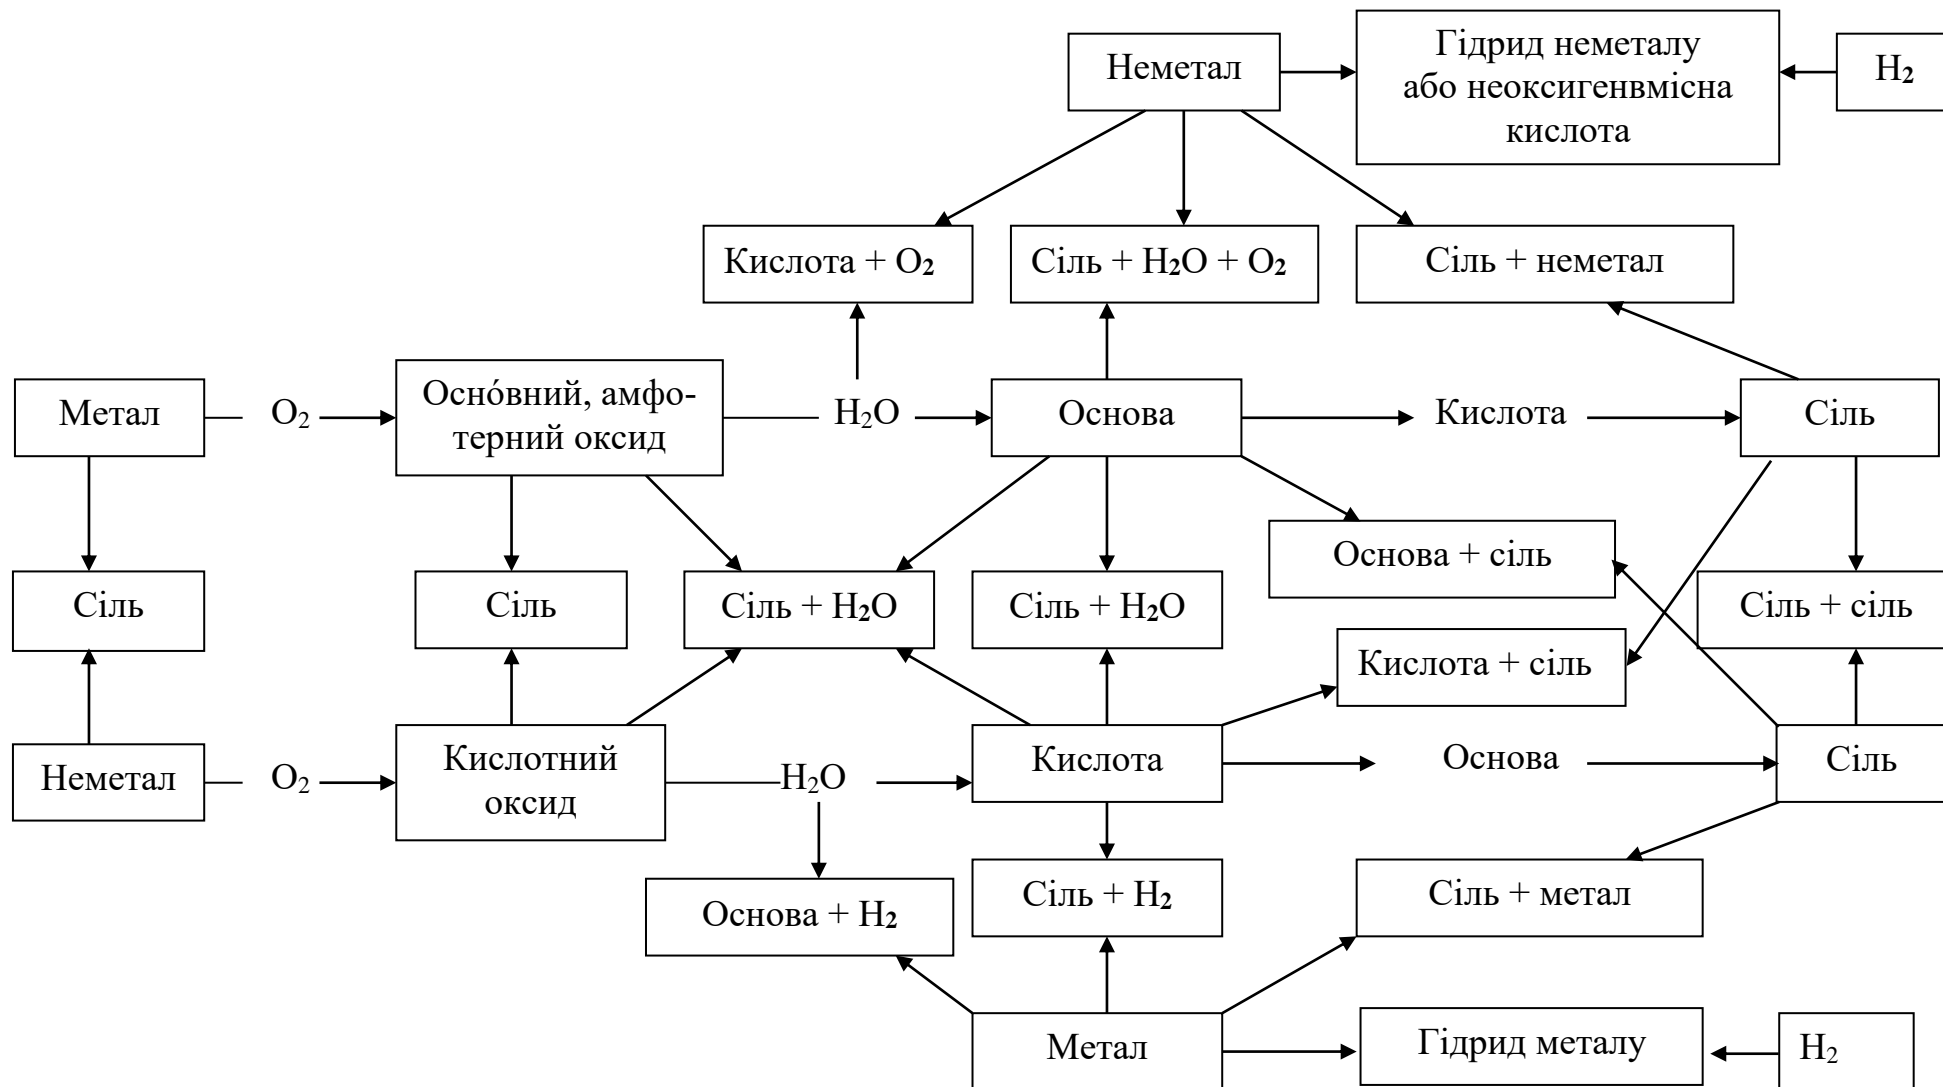 Неметал
Гідрид неметалу
або неоксигенвмісна
кислота
H₂
Кислота + O₂
Сіль + H₂O + O₂
Сіль + неметал
Метал
O₂
Осно́вний, амфо-
терний оксид
H₂O
Основа
Кислота
Сіль
Основа + сіль
Сіль
Сіль
Сіль + H₂O
Сіль + H₂O
Сіль + сіль
Кислота + сіль
Неметал
O₂
Кислотний
оксид
H₂O
Кислота
Основа
Сіль
Основа + H₂
Сіль + H₂
Сіль + метал
Метал
Гідрид металу
H₂